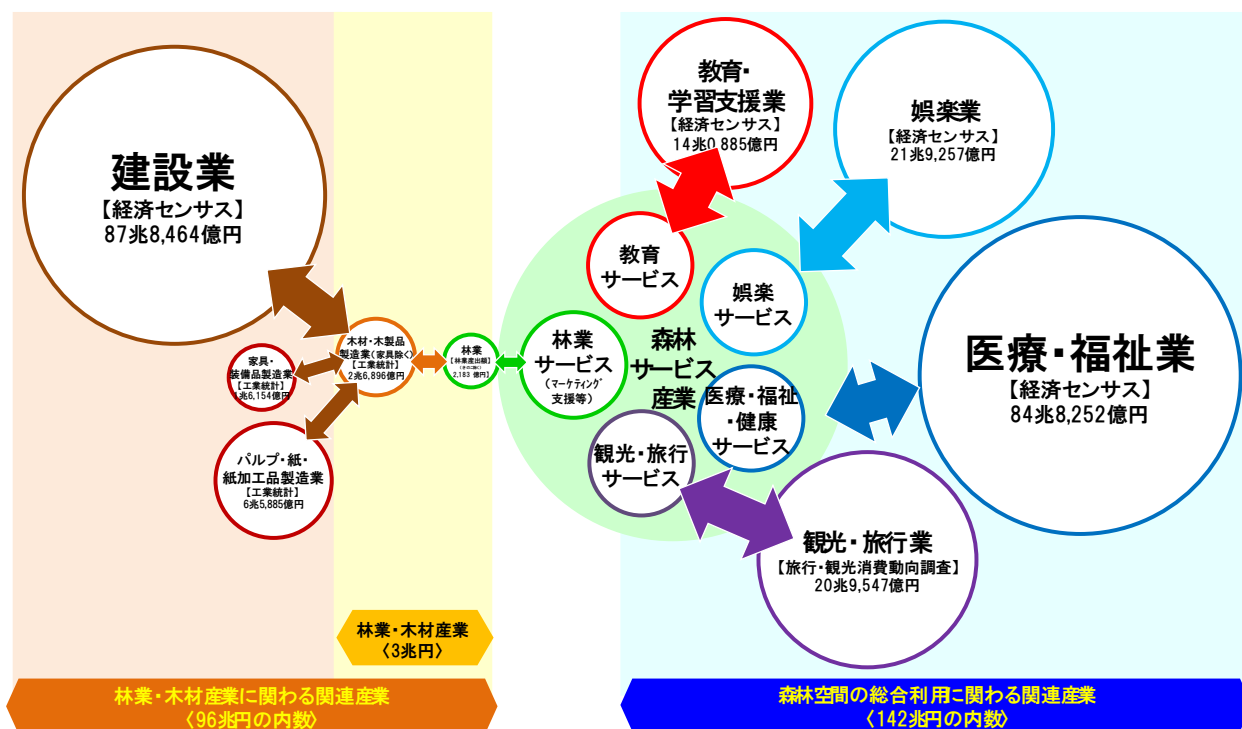 建設業
【経済センサス】
87兆8,464億円
家具・
装備品製造業
【工業統計】
1兆6,154億円
パルプ・紙・
紙加工品製造業
【工業統計】
6兆5,885億円
木材・木製品
製造業(家具除く)
【工業統計】
2兆6,896億円
林業
【林業産出額】
2,183 億円】
林業
サービス
(マーケティング
支援等)
森林
サービス
産業
教育
サービス
娯楽
サービス
医療・福祉
・健康
サービス
観光・旅行
サービス
教育・
学習支援業
【経済センサス】
14兆0,885億円
娯楽業
【経済センサス】
21兆9,257億円
医療・福祉業
【経済センサス】
84兆8,252億円
観光・旅行業
【旅行・観光消費動向調査】
20兆9,547億円
林業・木材産業
〈3兆円〉
林業・木材産業に関わる関連産業
〈96兆円の内数〉
森林空間の総合利用に関わる関連産業
〈142兆円の内数〉